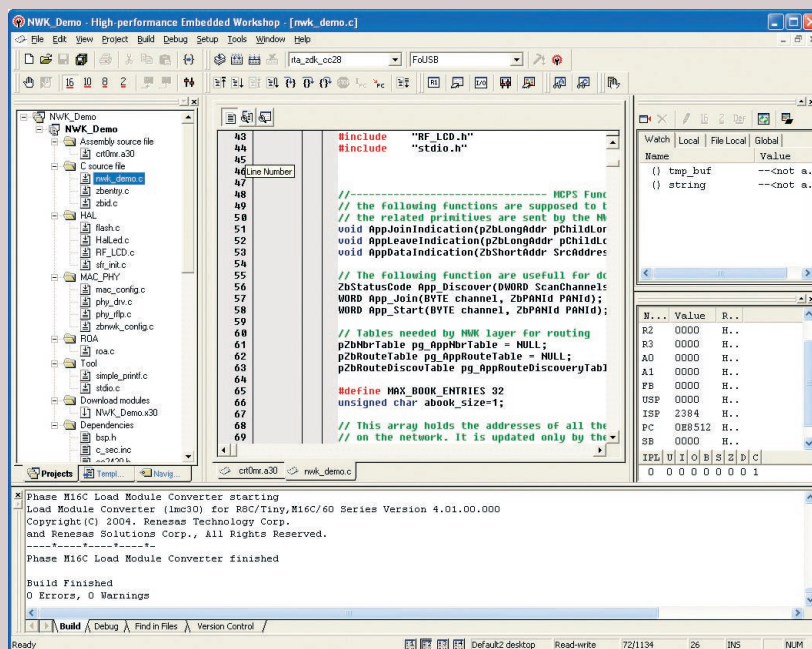 NWK_Demo - High-performance Embedded Workshop - [nwk_demo.c]
File Edit View Project Build Debug Setup Tools Window Help
rta_zdk_cc28
FoUSB
16 10 8 2
NWK_Demo
NWK_Demo
Assembly source file
crt0mr.a30
C source file
nwk_demo.c
zbentry.c
zbid.c
HAL
flash.c
HalLed.c
RF_LCD.c
sfr_init.c
MAC_PHY
mac_config.c
phy_drv.c
phy_iflp.c
zbnwk_config.c
ROA
roa.c
Tool
simple_printf.c
stdio.c
Download modules
NWK_Demo.x30
Dependencies
bsp.h
c_sec.inc
Projects Templ... Navig...
43 #include "RF_LCD.h"
44 #include "stdio.h"
45
46
Line Number
47
48 //------------------------------- MCPS Func
49 // the following functions are supposed to b
50 // the related primitives are sent by the NW
51 void AppJoinIndication(pZbLongAddr pChildLon
52 void AppLeaveIndication(pZbLongAddr pChildLo
53 void AppDataIndication(ZbShortAddr SrcAddres
54
55 // The following function are usefull for do
56 ZbStatusCode App_Discover(DWORD ScanChannels
57 WORD App_Join(BYTE channel, ZbPANId PANId);
58 WORD App_Start(BYTE channel, ZbPANId PANId);
59
60 // Tables needed by NWK layer for routing
61 pZbNbrTable pg_AppNbrTable = NULL;
62 pZbRouteTable pg_AppRouteTable = NULL;
63 pZbRouteDiscovTable pg_AppRouteDiscoveryTabl
64
65 #define MAX_BOOK_ENTRIES 32
66 unsigned char abook_size=1;
67
68 // This array holds the addresses of all the
69 // on the network. It is updated only by the
crt0mr.a30 nwk_demo.c
Watch Local File Local Global
Name Value
() tmp_buf --<not a.
() string --<not a.
N... Value R..
R2 0000 H..
R3 0000 H..
A0 0000 H..
A1 0000 H..
FB 0000 H..
USP 0000 H..
ISP 2384 H..
PC 0E8512 H..
SB 0000 H..
IPL U I O B S Z D C
0 0 0 0 0 0 0 0 1
Phase M16C Load Module Converter starting
Load Module Converter (lmc30) for R8C/Tiny,M16C/60 Series Version 4.01.00.000
Copyright(C) 2004. Renesas Technology Corp.
and Renesas Solutions Corp., All Rights Reserved.
----*----*----*----*-
Phase M16C Load Module Converter finished
Build Finished
0 Errors, 0 Warnings
Build Debug Find in Files Version Control
Ready Default2 desktop Read-write 72/1134 26 INS NUM